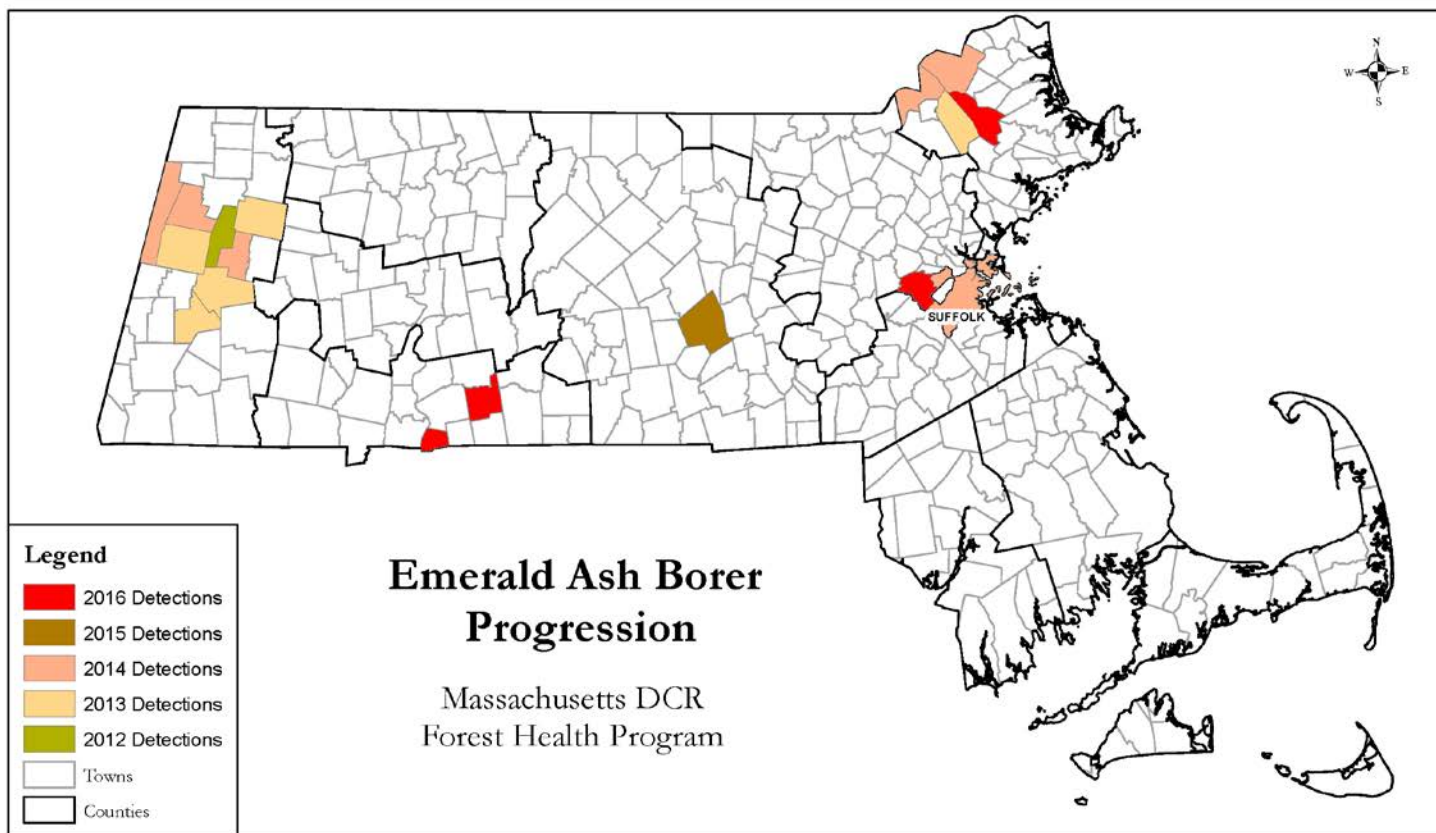 N
W E
S
SUFFOLK
Legend
2016 Detections
2015 Detections
2014 Detections
2013 Detections
2012 Detections
Towns
Counties
Emerald Ash Borer
Progression
Massachusetts DCR
Forest Health Program